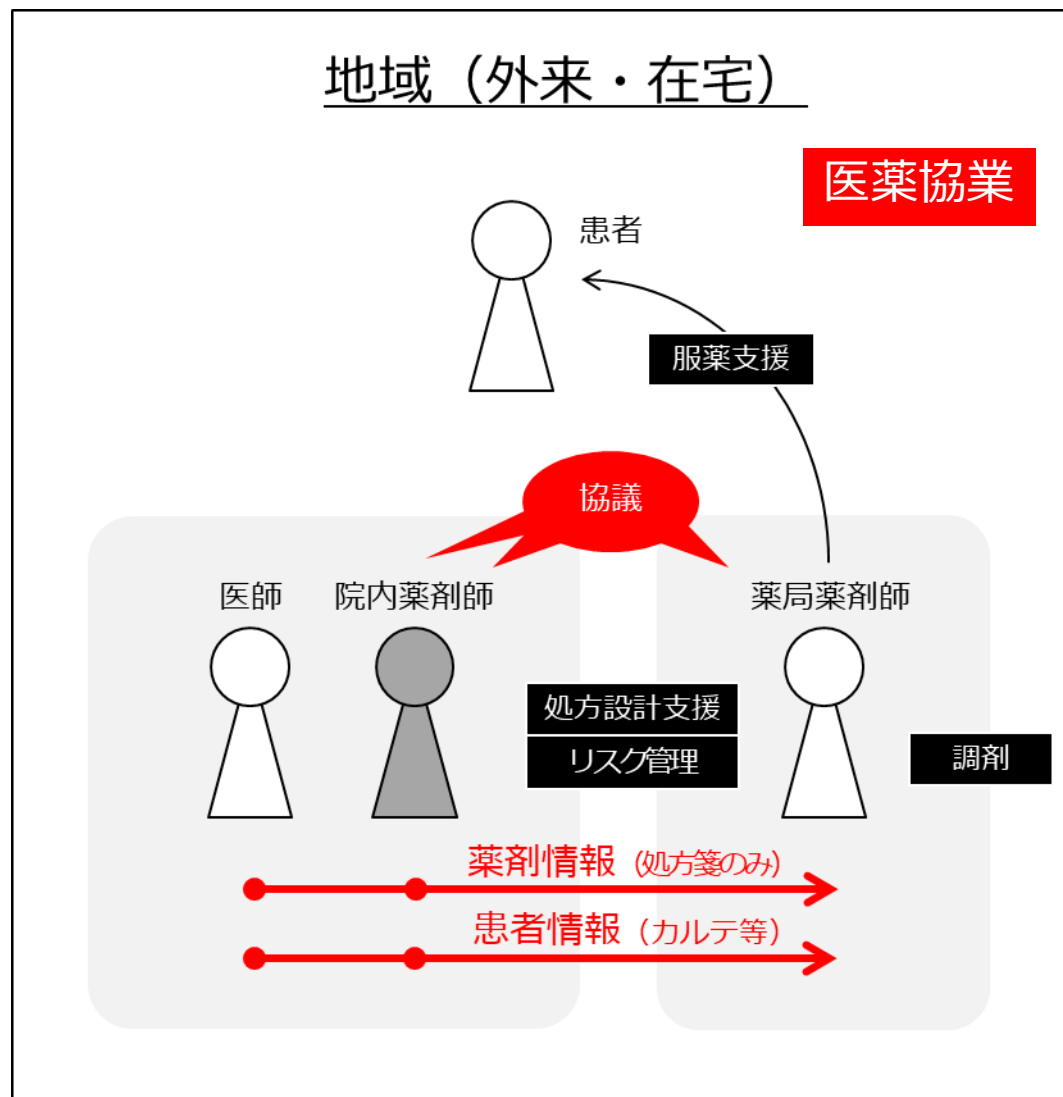 地域（外来・在宅）
医薬協業
患者
服薬支援
協議
医師
院内薬剤師
薬局薬剤師
処方設計支援
リスク管理
調剤
薬剤情報（処方箋のみ）
患者情報（カルテ等）